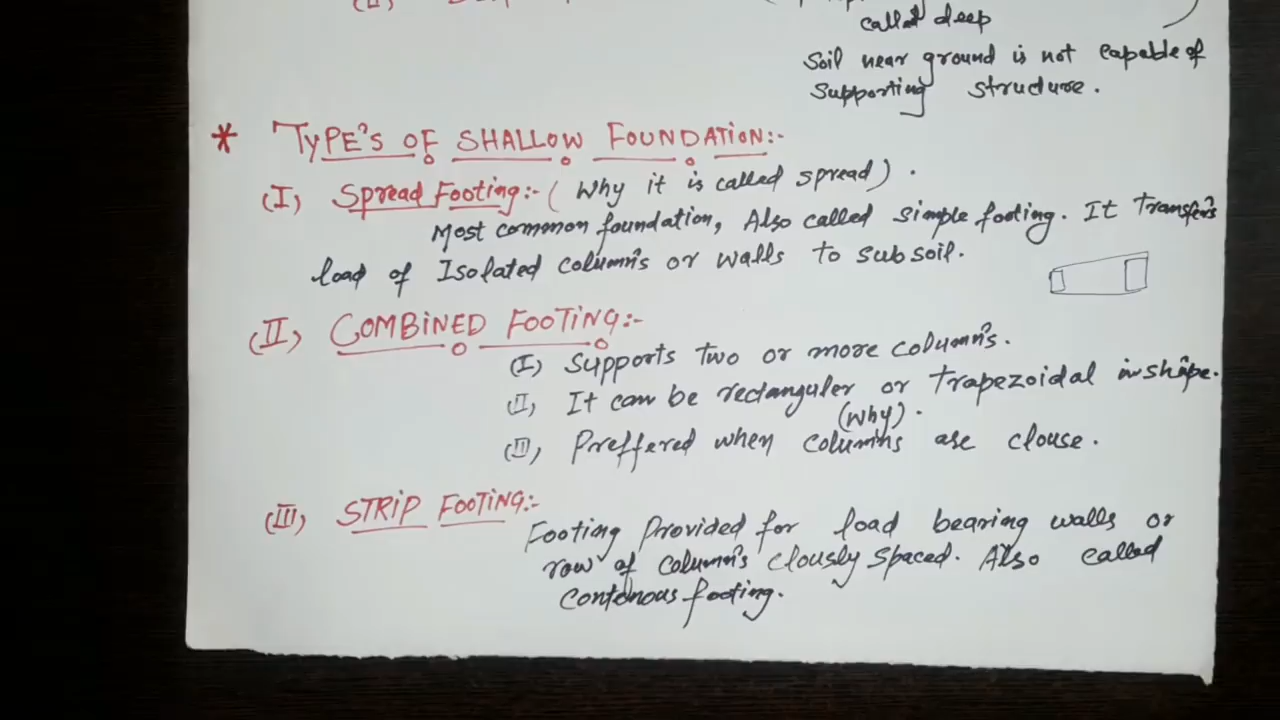 called deep
Soil near ground is not capable of
supporting structure.
* TYPE'S OF SHALLOW FOUNDATION:-
(I) Spread Footing:- (Why it is called spread).
Most common foundation, Also called simple footing. It transfers
load of Isolated column's or walls to subsoil.
(II) COMBINED FOOTING:-
(I) Supports two or more column's.
(II) It can be rectanguler or trapezoidal in shape.
(Why).
(III) Preffered when columns are clouse.
(III) STRIP FOOTING:-
Footing Provided for load bearing walls or
row of column's clously spaced. Also called
contenous footing.